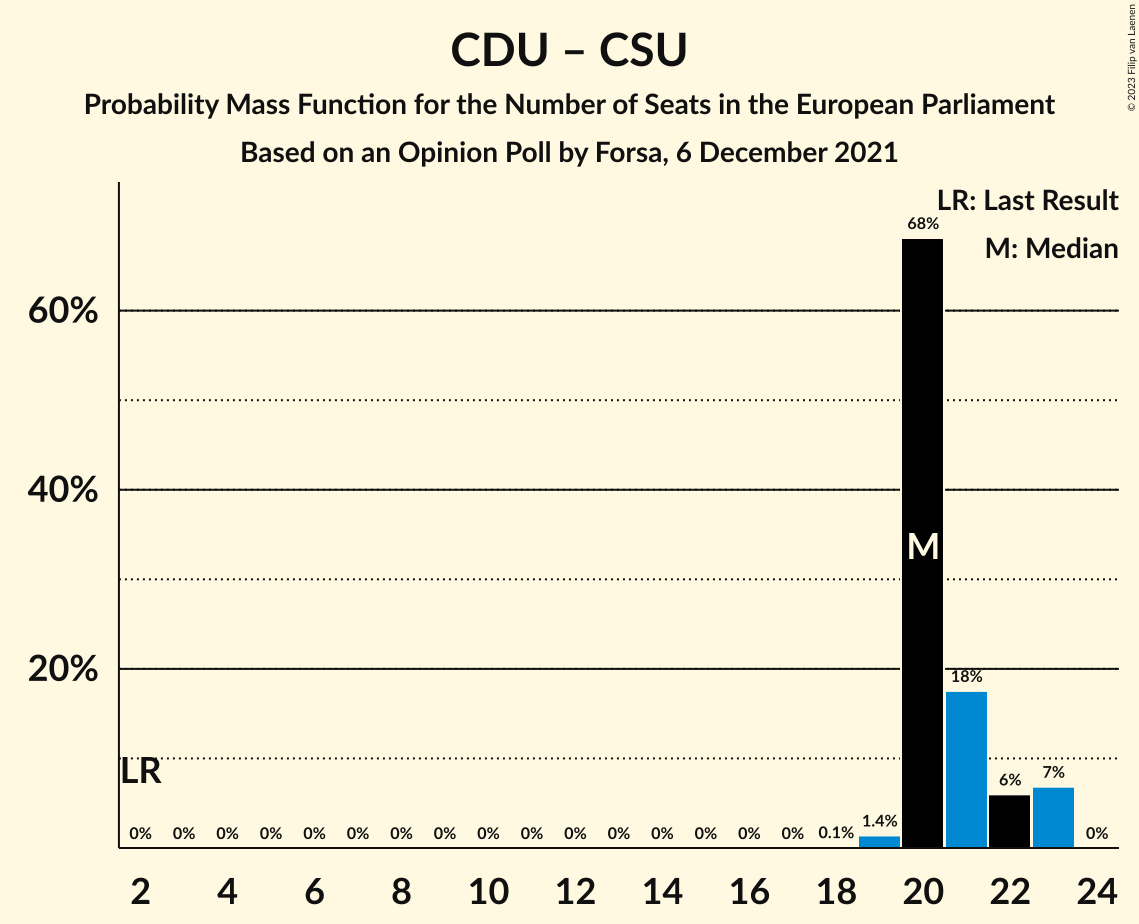 CDU – CSU
Probability Mass Function for the Number of Seats in the European Parliament
Based on an Opinion Poll by Forsa, 6 December 2021
© 2023 Filip van Laenen
LR: Last Result
M: Median
68%
60%
40%
M
20%
18%
LR
6%
7%
0% 0% 0% 0% 0% 0% 0% 0% 0% 0% 0% 0% 0% 0% 0% 0% 0.1% 1.4% 0%
2 4 6 8 10 12 14 16 18 20 22 24